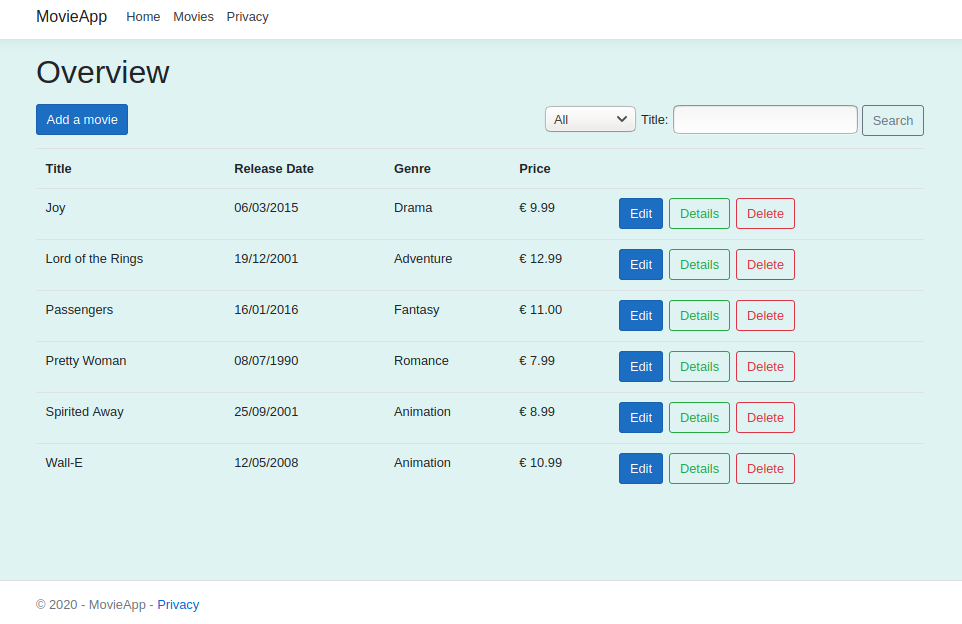 MovieApp Home Movies Privacy
Overview
Add a movie All Title: Search
Title Release Date Genre Price
Joy 06/03/2015 Drama € 9.99 Edit Details Delete
Lord of the Rings 19/12/2001 Adventure € 12.99 Edit Details Delete
Passengers 16/01/2016 Fantasy € 11.00 Edit Details Delete
Pretty Woman 08/07/1990 Romance € 7.99 Edit Details Delete
Spirited Away 25/09/2001 Animation € 8.99 Edit Details Delete
Wall-E 12/05/2008 Animation € 10.99 Edit Details Delete
© 2020 - MovieApp - Privacy